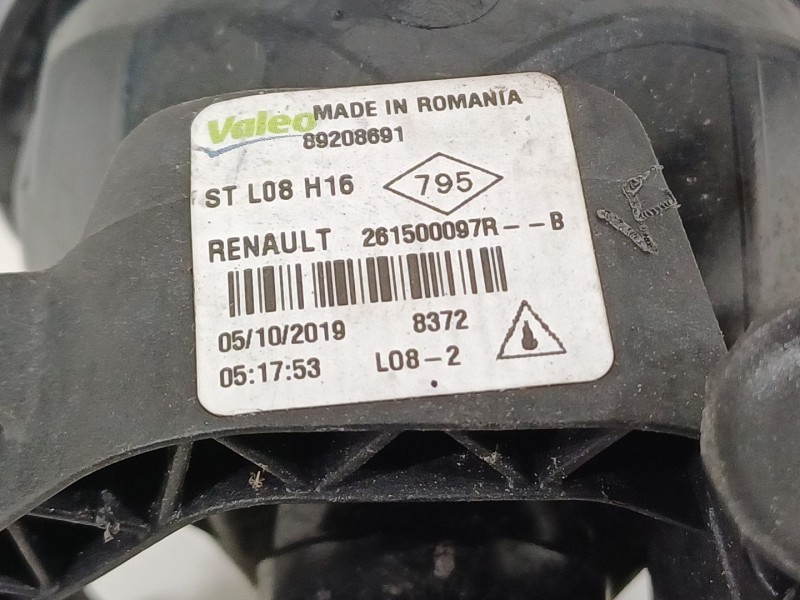 Valeo MADE IN ROMANIA
89208691
ST L08 H16 795
RENAULT 261500097R--B
05/10/2019 8372
05:17:53 L08-2